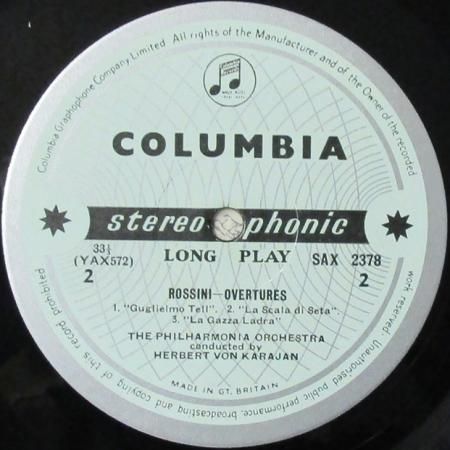 Columbia Graphophone Company Limited. All rights of the Manufacturer and of the Owner of the recorded work reserved. Unauthorised public performance, broadcasting and copying of this record prohibited
COLUMBIA
stereophonic
33⅓ LONG PLAY SAX 2378
(YAX572)
2 2
ROSSINI—OVERTURES
1. "Guglielmo Tell". 2. "La Scala di Seta".
3. "La Gazza Ladra"
THE PHILHARMONIA ORCHESTRA
conducted by
HERBERT VON KARAJAN
MADE IN GT. BRITAIN